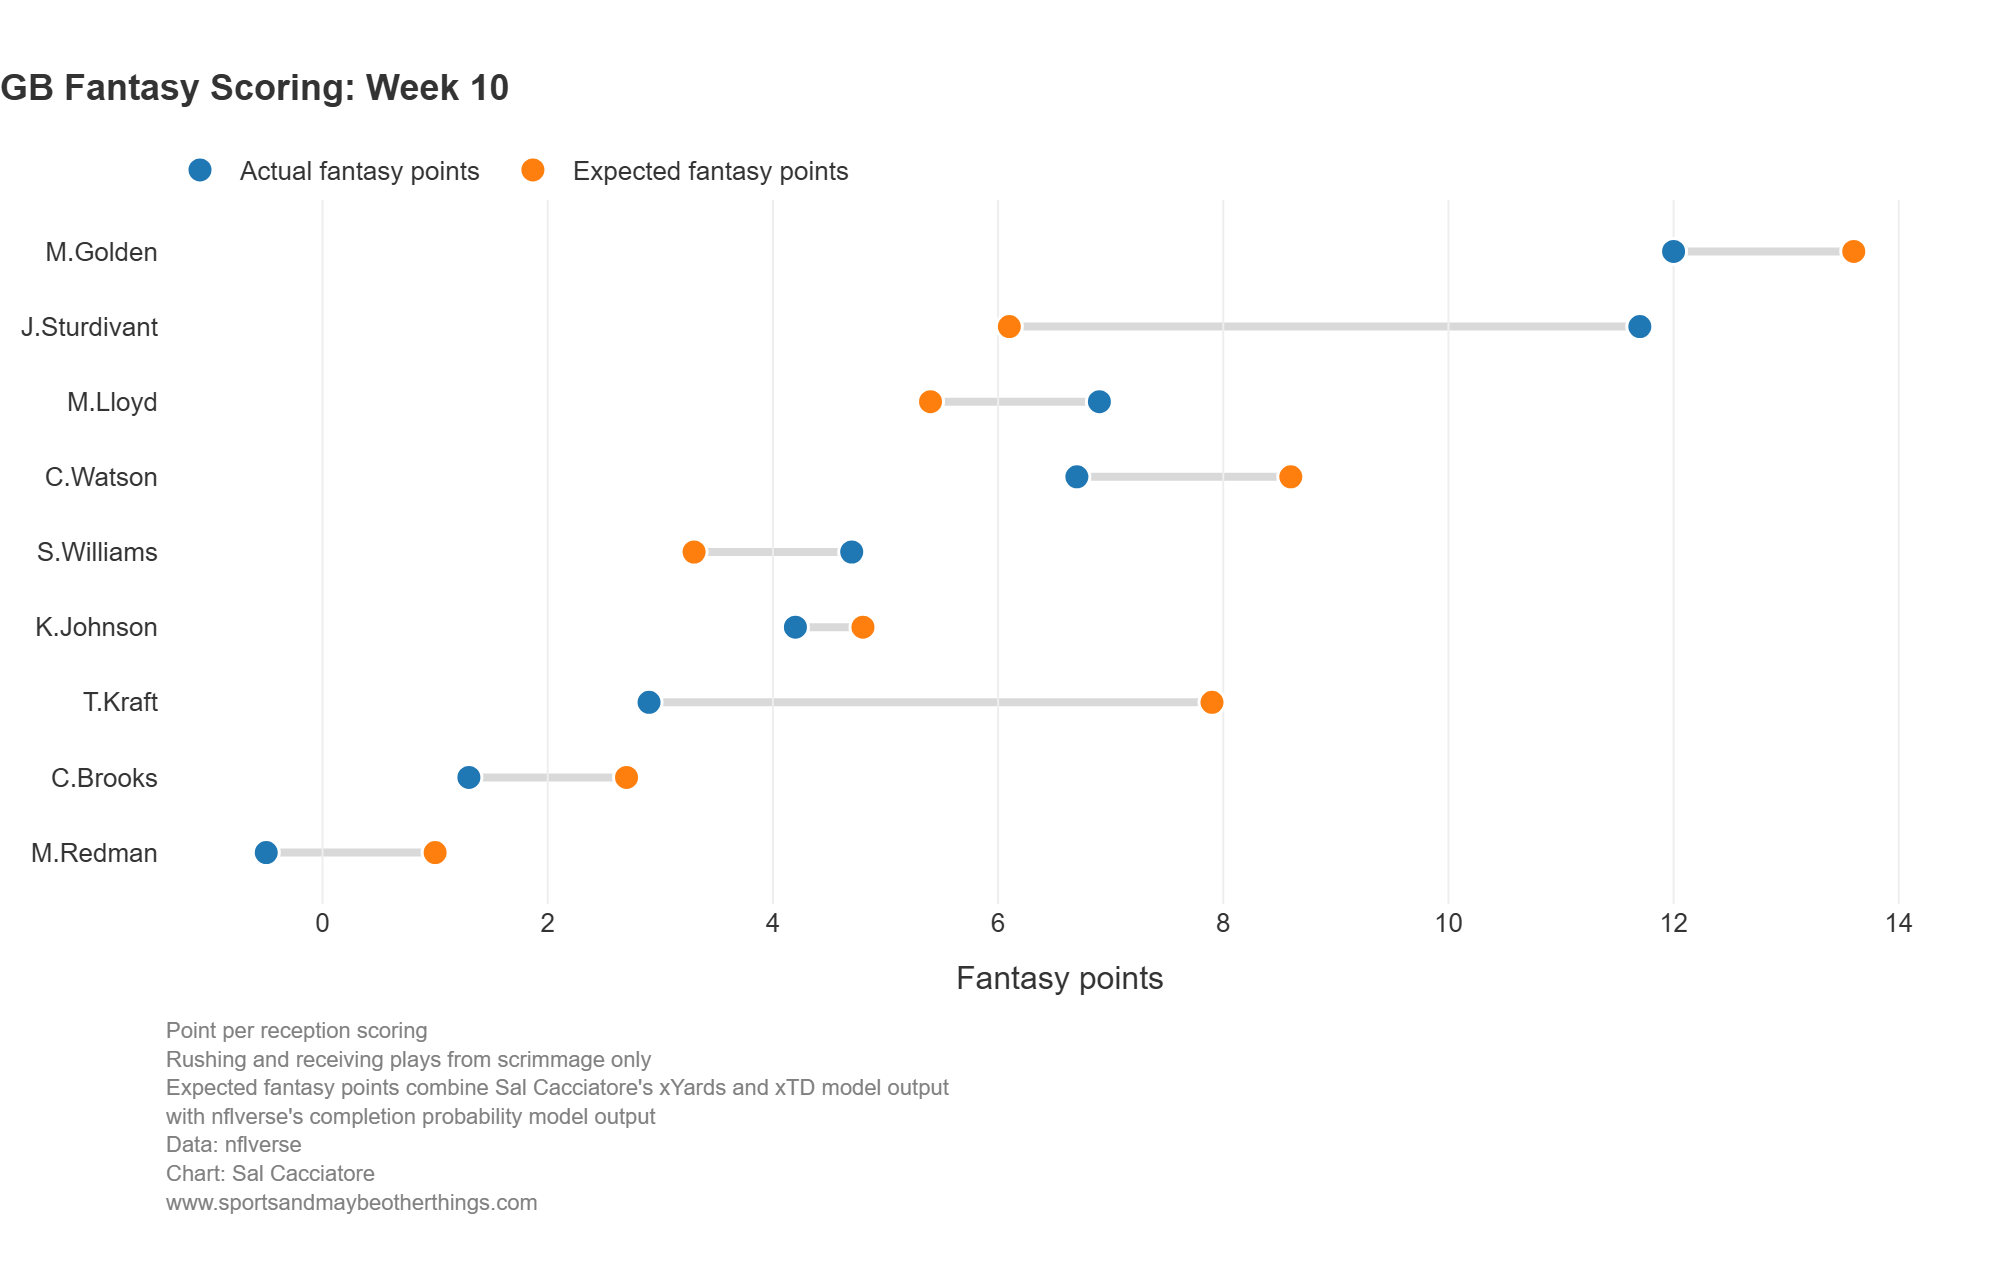 GB Fantasy Scoring: Week 10
Actual fantasy points
Expected fantasy points
M.Golden
J.Sturdivant
M.Lloyd
C.Watson
S.Williams
K.Johnson
T.Kraft
C.Brooks
M.Redman
0 2 4 6 8 10 12 14
Fantasy points
Point per reception scoring
Rushing and receiving plays from scrimmage only
Expected fantasy points combine Sal Cacciatore's xYards and xTD model output
with nflverse's completion probability model output
Data: nflverse
Chart: Sal Cacciatore
www.sportsandmaybeotherthings.com